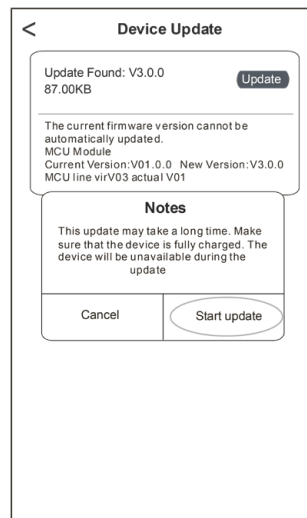 < Device Update
Update Found: V3.0.0
87.00KB
Update
The current firmware version cannot be
automatically updated.
MCU Module
Current Version:V01.0.0 New Version:V3.0.0
MCU line virV03 actual V01
Notes
This update may take a long time. Make
sure that the device is fully charged. The
device will be unavailable during the
update
Cancel
Start update